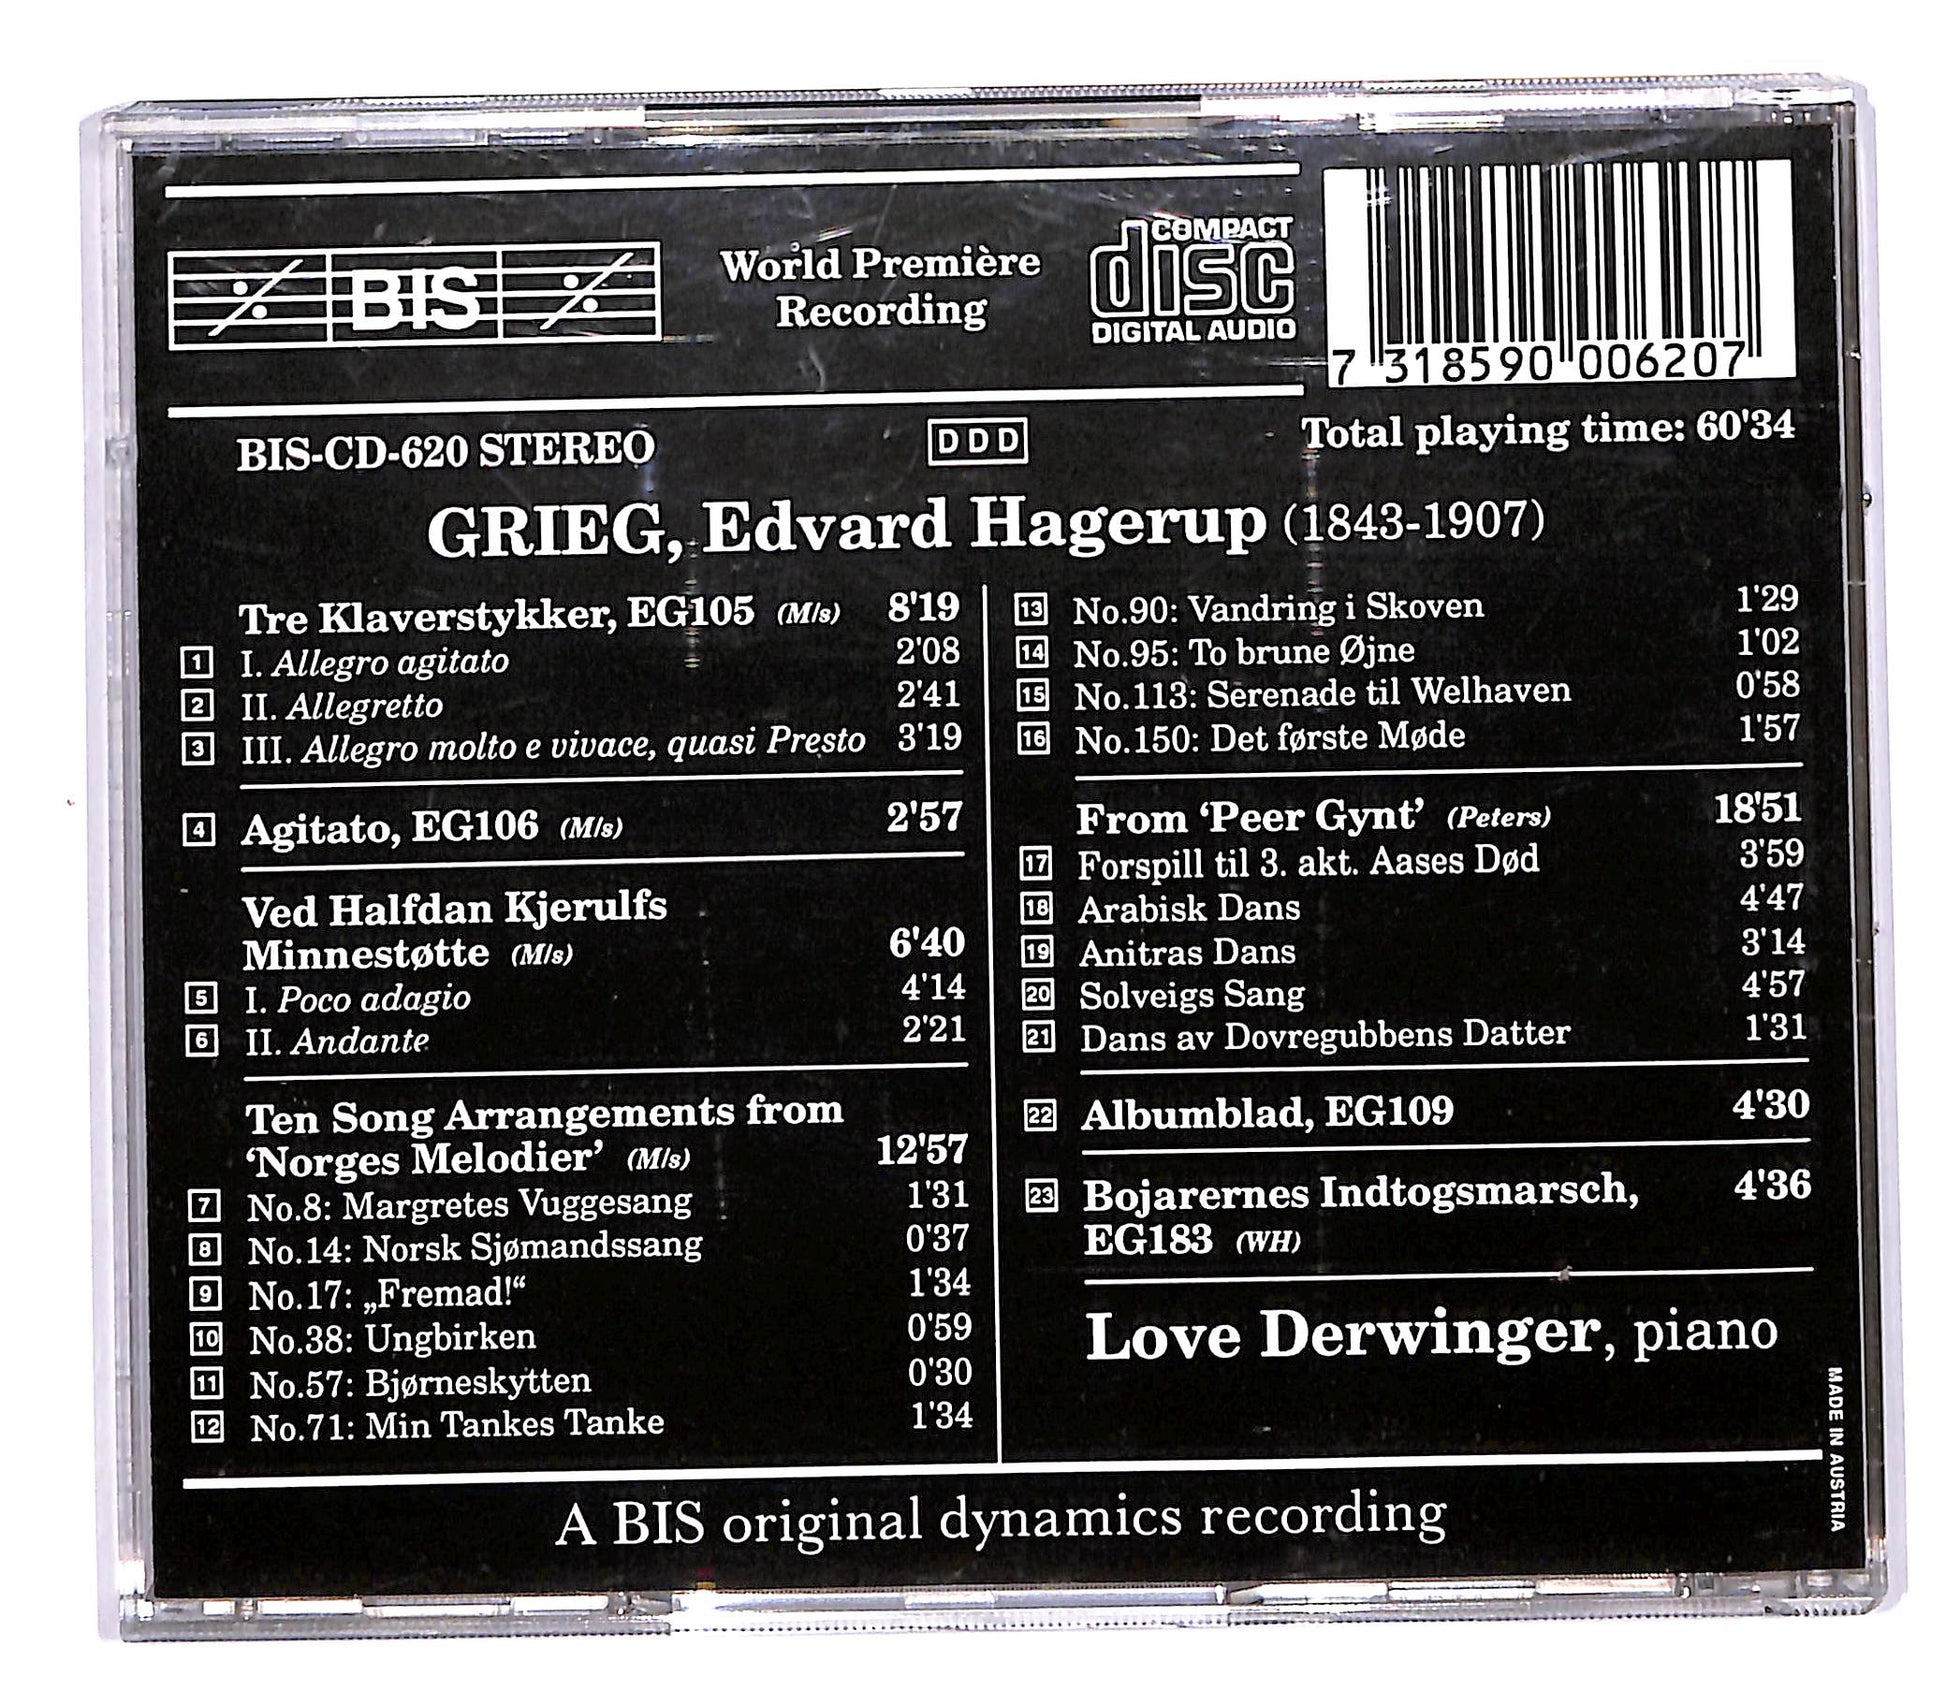 BIS
World Première
Recording
COMPACT
disc
DIGITAL AUDIO
7 318590 006207
BIS-CD-620 STEREO
DDD
Total playing time: 60'34
GRIEG, Edvard Hagerup (1843-1907)
Tre Klaverstykker, EG105 (M/s) 8'19
1 I. Allegro agitato 2'08
2 II. Allegretto 2'41
3 III. Allegro molto e vivace, quasi Presto 3'19
4 Agitato, EG106 (M/s) 2'57
Ved Halfdan Kjerulfs
Minnestøtte (M/s) 6'40
5 I. Poco adagio 4'14
6 II. Andante 2'21
Ten Song Arrangements from
‘Norges Melodier’ (M/s) 12'57
7 No.8: Margretes Vuggesang 1'31
8 No.14: Norsk Sjømandssang 0'37
9 No.17: „Fremad!“ 1'34
10 No.38: Ungbirken 0'59
11 No.57: Bjørneskytten 0'30
12 No.71: Min Tankes Tanke 1'34
13 No.90: Vandring i Skoven 1'29
14 No.95: To brune Øjne 1'02
15 No.113: Serenade til Welhaven 0'58
16 No.150: Det første Møde 1'57
From ‘Peer Gynt’ (Peters) 18'51
17 Forspill til 3. akt. Aases Død 3'59
18 Arabisk Dans 4'47
19 Anitras Dans 3'14
20 Solveigs Sang 4'57
21 Dans av Dovregubbens Datter 1'31
22 Albumblad, EG109 4'30
23 Bojarernes Indtogsmarsch, 4'36
EG183 (WH)
Love Derwinger, piano
MADE IN AUSTRIA
A BIS original dynamics recording